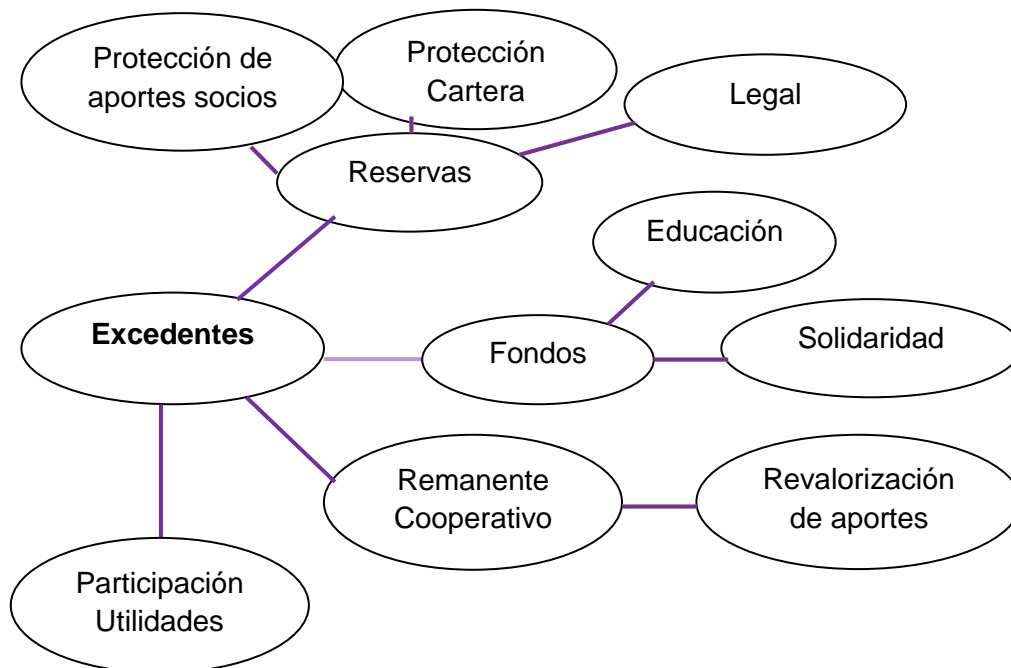 Protección de
aportes socios
Protección
Cartera
Legal
Reservas
Educación
Excedentes
Fondos
Solidaridad
Remanente
Cooperativo
Revalorización
de aportes
Participación
Utilidades